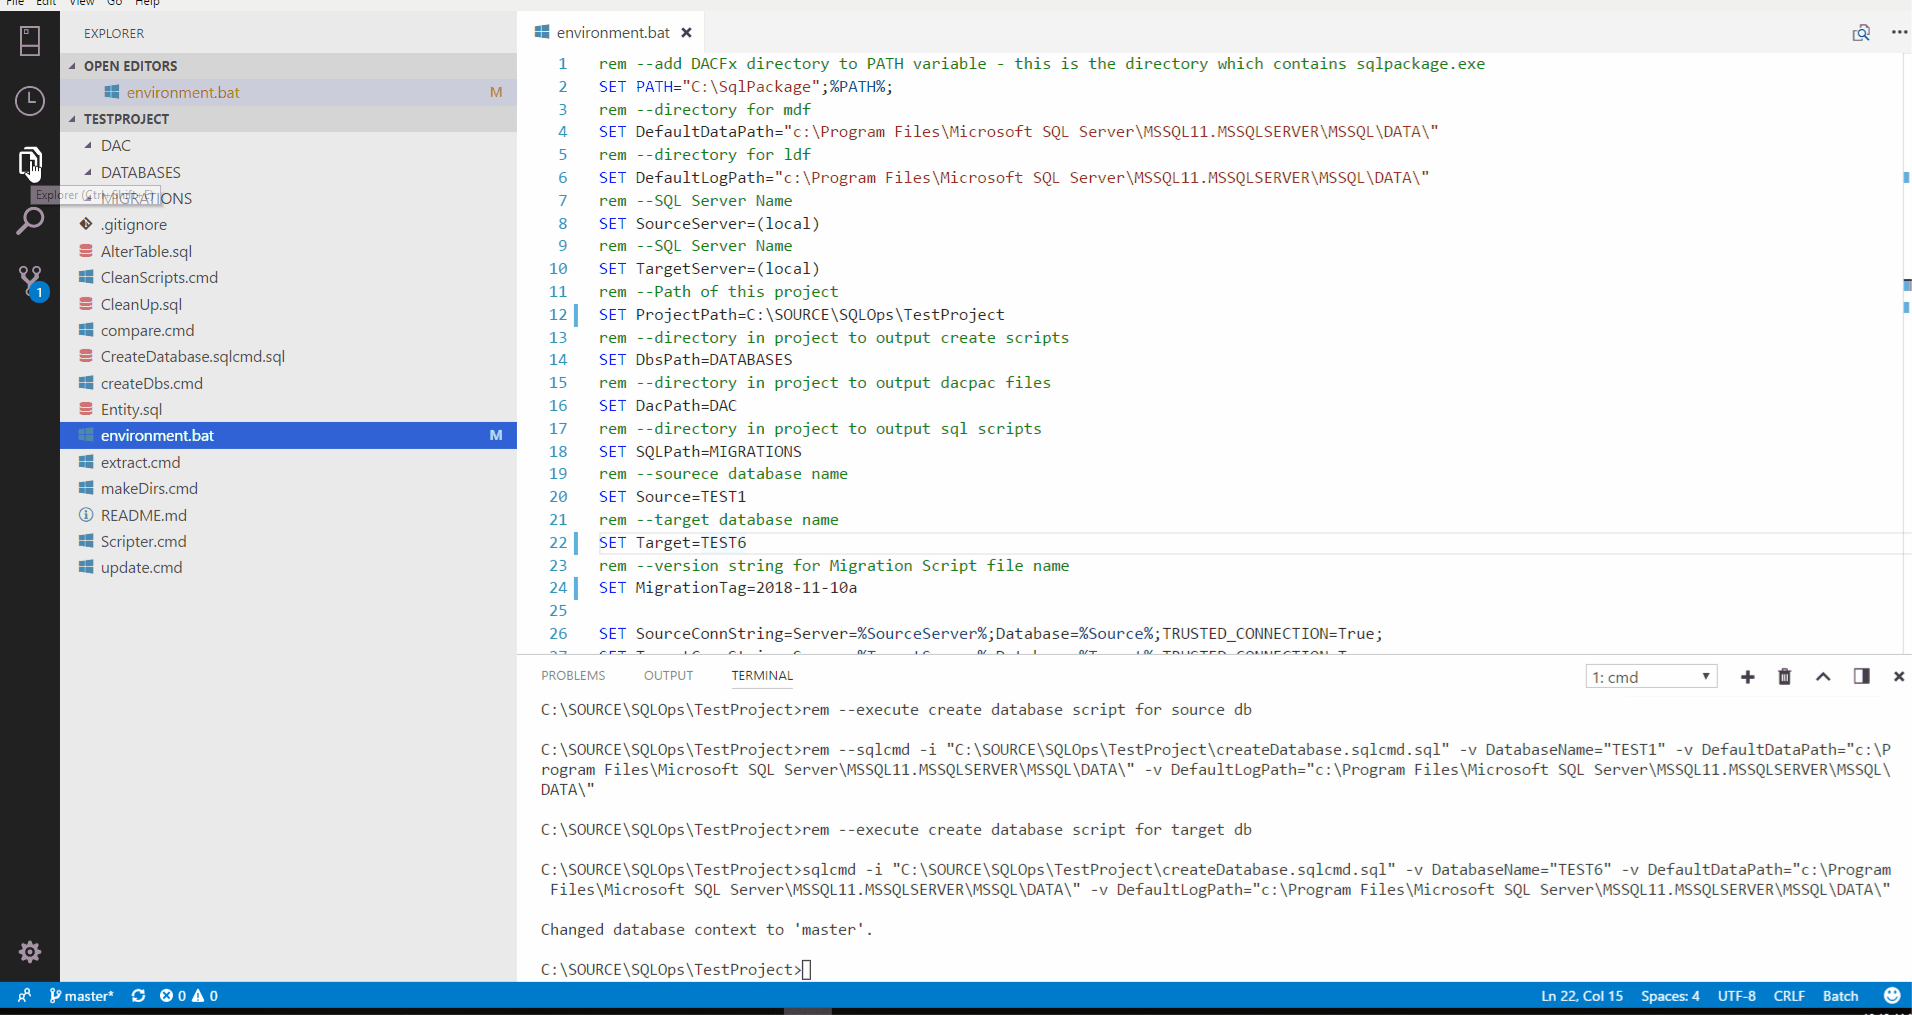 File Edit View Go Help
EXPLORER
OPEN EDITORS
environment.bat M
TESTPROJECT
DAC
DATABASES
MIGRATIONS
Explorer (Ctrl+Shift+E)
.gitignore
AlterTable.sql
CleanScripts.cmd
CleanUp.sql
compare.cmd
CreateDatabase.sqlcmd.sql
createDbs.cmd
Entity.sql
environment.bat M
extract.cmd
makeDirs.cmd
README.md
Scripter.cmd
update.cmd
1
environment.bat
1 rem --add DACFx directory to PATH variable - this is the directory which contains sqlpackage.exe
2 SET PATH="C:\SqlPackage";%PATH%;
3 rem --directory for mdf
4 SET DefaultDataPath="c:\Program Files\Microsoft SQL Server\MSSQL11.MSSQLSERVER\MSSQL\DATA\"
5 rem --directory for ldf
6 SET DefaultLogPath="c:\Program Files\Microsoft SQL Server\MSSQL11.MSSQLSERVER\MSSQL\DATA\"
7 rem --SQL Server Name
8 SET SourceServer=(local)
9 rem --SQL Server Name
10 SET TargetServer=(local)
11 rem --Path of this project
12 SET ProjectPath=C:\SOURCE\SQLOps\TestProject
13 rem --directory in project to output create scripts
14 SET DbsPath=DATABASES
15 rem --directory in project to output dacpac files
16 SET DacPath=DAC
17 rem --directory in project to output sql scripts
18 SET SQLPath=MIGRATIONS
19 rem --sourece database name
20 SET Source=TEST1
21 rem --target database name
22 SET Target=TEST6
23 rem --version string for Migration Script file name
24 SET MigrationTag=2018-11-10a
25
26 SET SourceConnString=Server=%SourceServer%;Database=%Source%;TRUSTED_CONNECTION=True;
PROBLEMS OUTPUT TERMINAL 1: cmd
C:\SOURCE\SQLOps\TestProject>rem --execute create database script for source db
C:\SOURCE\SQLOps\TestProject>rem --sqlcmd -i "C:\SOURCE\SQLOps\TestProject\createDatabase.sqlcmd.sql" -v DatabaseName="TEST1" -v DefaultDataPath="c:\P
rogram Files\Microsoft SQL Server\MSSQL11.MSSQLSERVER\MSSQL\DATA\" -v DefaultLogPath="c:\Program Files\Microsoft SQL Server\MSSQL11.MSSQLSERVER\MSSQL\
DATA\"
C:\SOURCE\SQLOps\TestProject>rem --execute create database script for target db
C:\SOURCE\SQLOps\TestProject>sqlcmd -i "C:\SOURCE\SQLOps\TestProject\createDatabase.sqlcmd.sql" -v DatabaseName="TEST6" -v DefaultDataPath="c:\Program
Files\Microsoft SQL Server\MSSQL11.MSSQLSERVER\MSSQL\DATA\" -v DefaultLogPath="c:\Program Files\Microsoft SQL Server\MSSQL11.MSSQLSERVER\MSSQL\DATA\"
Changed database context to 'master'.
C:\SOURCE\SQLOps\TestProject>
master* 0 0 Ln 22, Col 15 Spaces: 4 UTF-8 CRLF Batch